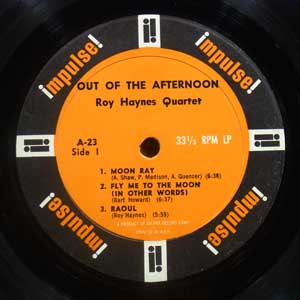 impulse!
OUT OF THE AFTERNOON
Roy Haynes Quartet
A-23
Side 1
33⅓ RPM LP
1. MOON RAY
(A. Shaw, P. Madison, A. Quenzer) (6:38)
2. FLY ME TO THE MOON
(IN OTHER WORDS)
(Bart Howard) (6:37)
3. RAOUL
(Roy Haynes) (5:59)
impulse!
impulse!
impulse!